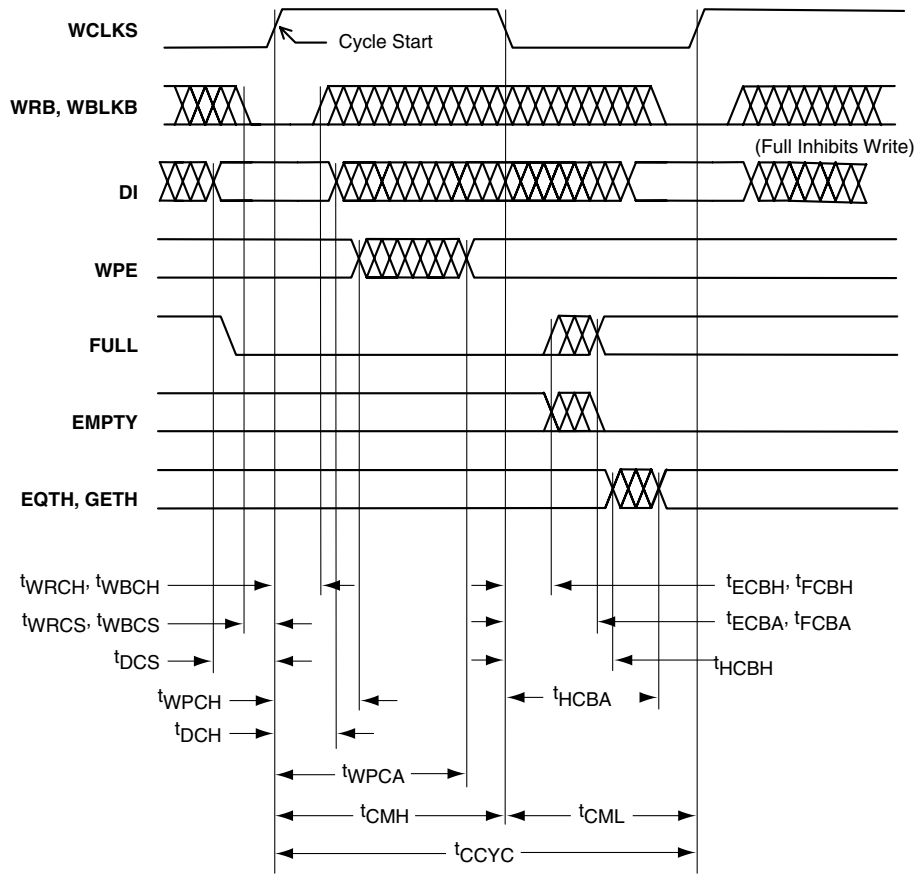 WCLKS
Cycle Start
WRB, WBLKB
(Full Inhibits Write)
DI
WPE
FULL
EMPTY
EQTH, GETH
tWRCH, tWBCH
tECBH, tFCBH
tWRCS, tWBCS
tECBA, tFCBA
tDCS
tHCBH
tWPCH
tHCBA
tDCH
tWPCA
tCMH
tCML
tCCYC